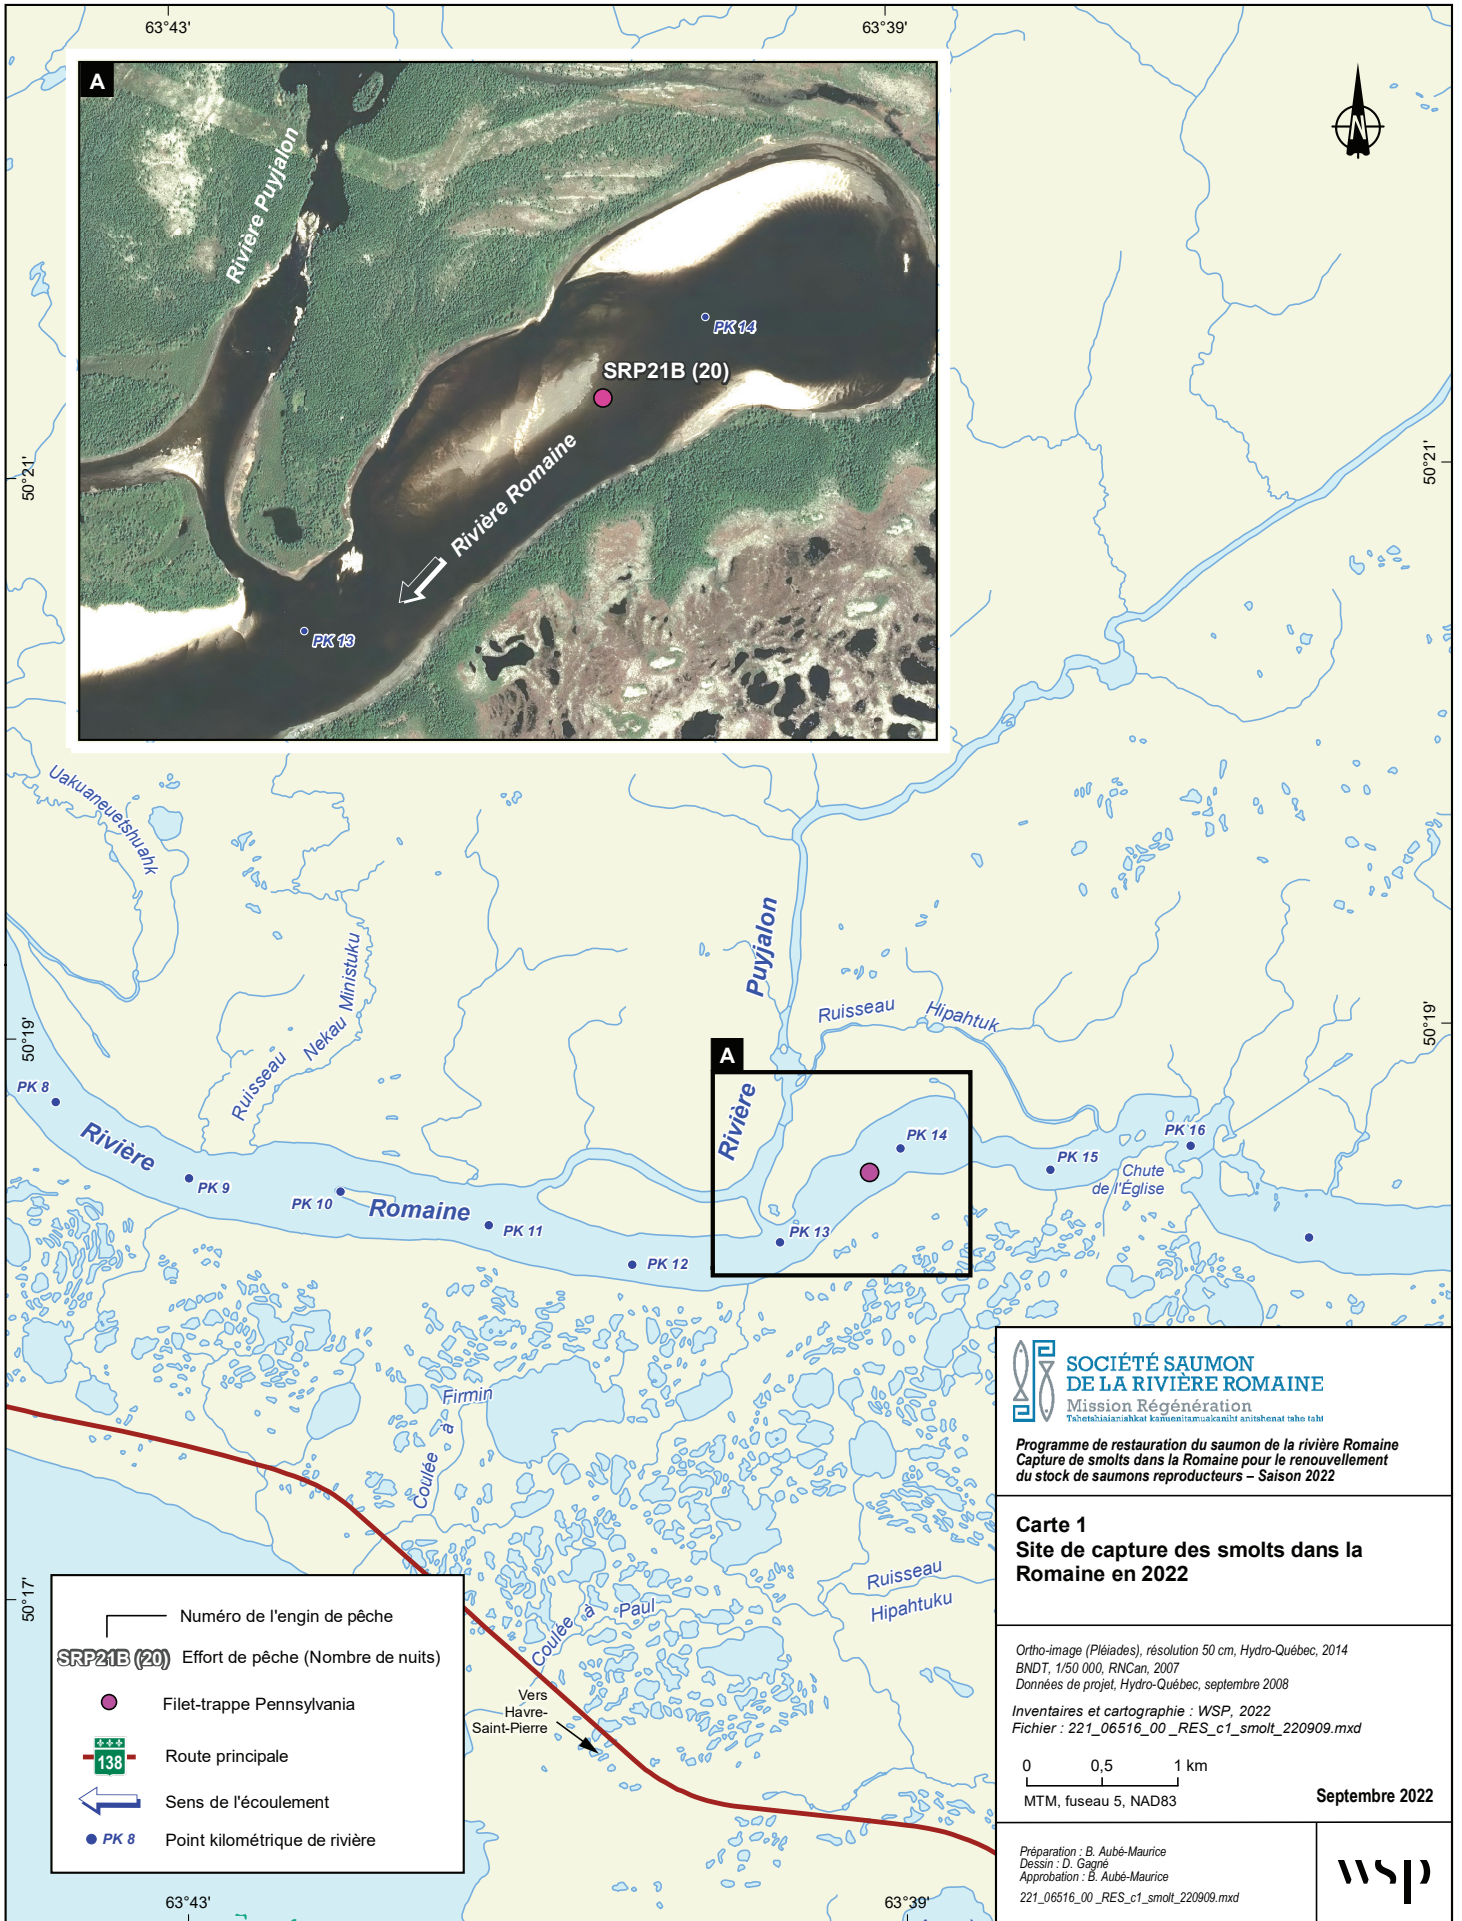 63°43'
63°39'
A
Rivière Puyjalon
PK 14
SRP21B (20)
Rivière Romaine
PK 13
50°21'
50°21'
Uakuaneuetshuahk
Puyjalon
Ruisseau Nekau Ministuku
Ruisseau Hipahtuk
50°19'
50°19'
A
PK 8
Rivière
Rivière
PK 14
PK 16
PK 15
Chute
de l'Église
PK 9
PK 10
Romaine
PK 11
PK 13
PK 12
Coulée à Firmin
SOCIÉTÉ SAUMON
DE LA RIVIÈRE ROMAINE
Mission Régénération
Tshetshiaianishkat kamuenitamuakaniht anitshenat tshe taht
Programme de restauration du saumon de la rivière Romaine
Capture de smolts dans la Romaine pour le renouvellement
du stock de saumons reproducteurs – Saison 2022
Carte 1
Site de capture des smolts dans la
Romaine en 2022
50°17'
Ruisseau
Hipahtuku
Coulée à Paul
Numéro de l'engin de pêche
SRP21B (20) Effort de pêche (Nombre de nuits)
Filet-trappe Pennsylvania
138 Route principale
Sens de l'écoulement
PK 8 Point kilométrique de rivière
Vers
Havre-
Saint-Pierre
Ortho-image (Pléiades), résolution 50 cm, Hydro-Québec, 2014
BNDT, 1/50 000, RNCan, 2007
Données de projet, Hydro-Québec, septembre 2008
Inventaires et cartographie : WSP, 2022
Fichier : 221_06516_00 _RES_c1_smolt_220909.mxd
0 0,5 1 km
MTM, fuseau 5, NAD83
Septembre 2022
Préparation : B. Aubé-Maurice
Dessin : D. Gagné
Approbation : B. Aubé-Maurice
221_06516_00 _RES_c1_smolt_220909.mxd
wsp
63°43'
63°39'